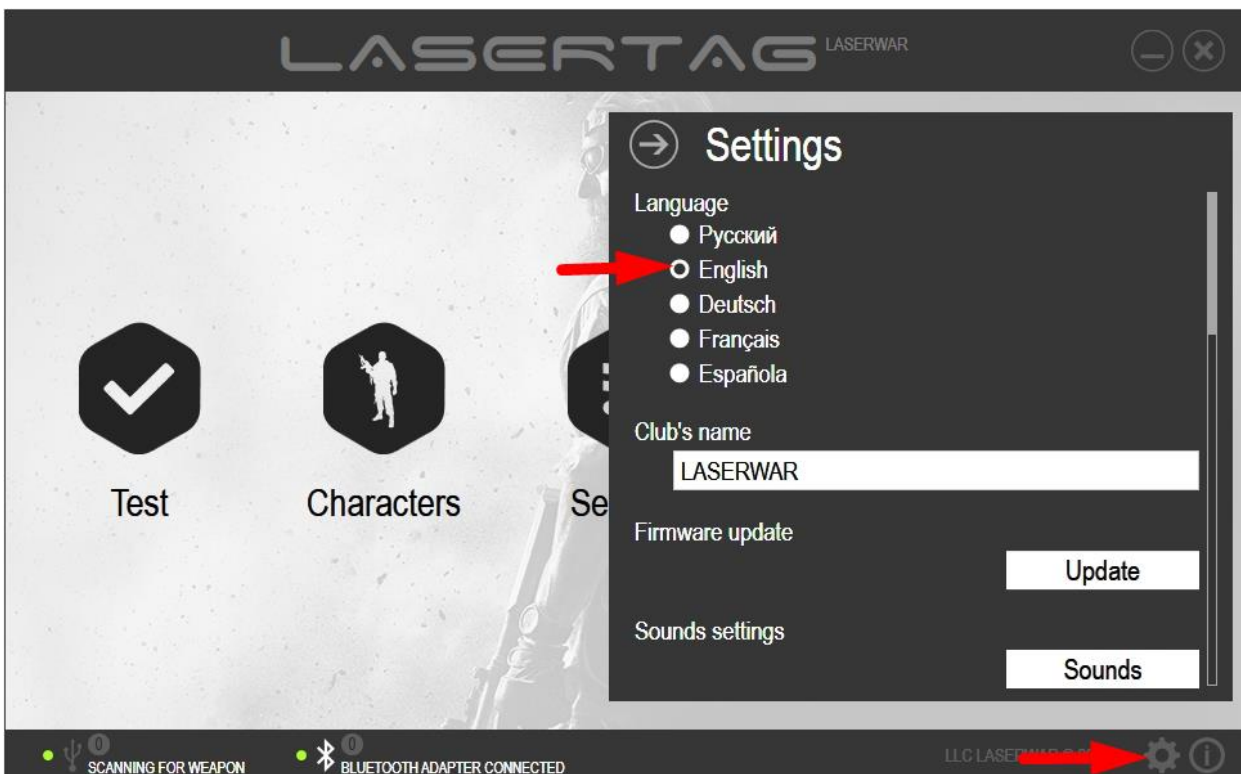 LASERTAG LASERWAR
Settings
Language
Русский
English
Deutsch
Français
Española
Club's name
LASERWAR
Firmware update
Update
Sounds settings
Sounds
Test
Characters
Se
0
SCANNING FOR WEAPON
0
BLUETOOTH ADAPTER CONNECTED
LLC